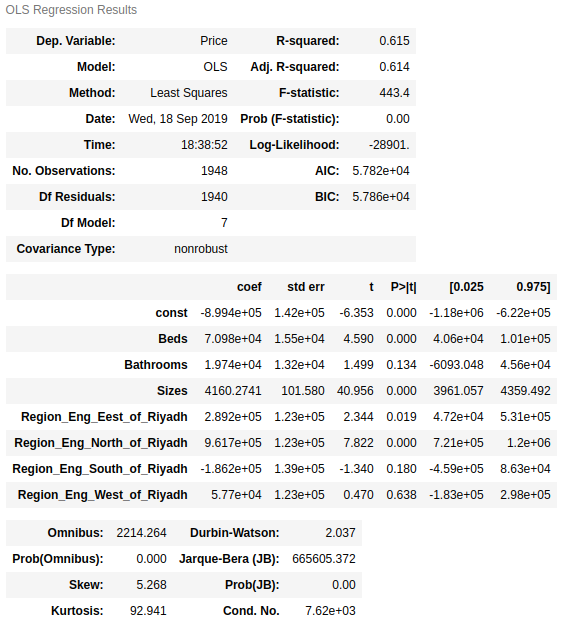 OLS Regression Results
Dep. Variable: Price R-squared: 0.615
Model: OLS Adj. R-squared: 0.614
Method: Least Squares F-statistic: 443.4
Date: Wed, 18 Sep 2019 Prob (F-statistic): 0.00
Time: 18:38:52 Log-Likelihood: -28901.
No. Observations: 1948 AIC: 5.782e+04
Df Residuals: 1940 BIC: 5.786e+04
Df Model: 7
Covariance Type: nonrobust
coef std err t P>|t| [0.025 0.975]
const -8.994e+05 1.42e+05 -6.353 0.000 -1.18e+06 -6.22e+05
Beds 7.098e+04 1.55e+04 4.590 0.000 4.06e+04 1.01e+05
Bathrooms 1.974e+04 1.32e+04 1.499 0.134 -6093.048 4.56e+04
Sizes 4160.2741 101.580 40.956 0.000 3961.057 4359.492
Region_Eng_Eest_of_Riyadh 2.892e+05 1.23e+05 2.344 0.019 4.72e+04 5.31e+05
Region_Eng_North_of_Riyadh 9.617e+05 1.23e+05 7.822 0.000 7.21e+05 1.2e+06
Region_Eng_South_of_Riyadh -1.862e+05 1.39e+05 -1.340 0.180 -4.59e+05 8.63e+04
Region_Eng_West_of_Riyadh 5.77e+04 1.23e+05 0.470 0.638 -1.83e+05 2.98e+05
Omnibus: 2214.264 Durbin-Watson: 2.037
Prob(Omnibus): 0.000 Jarque-Bera (JB): 665605.372
Skew: 5.268 Prob(JB): 0.00
Kurtosis: 92.941 Cond. No. 7.62e+03